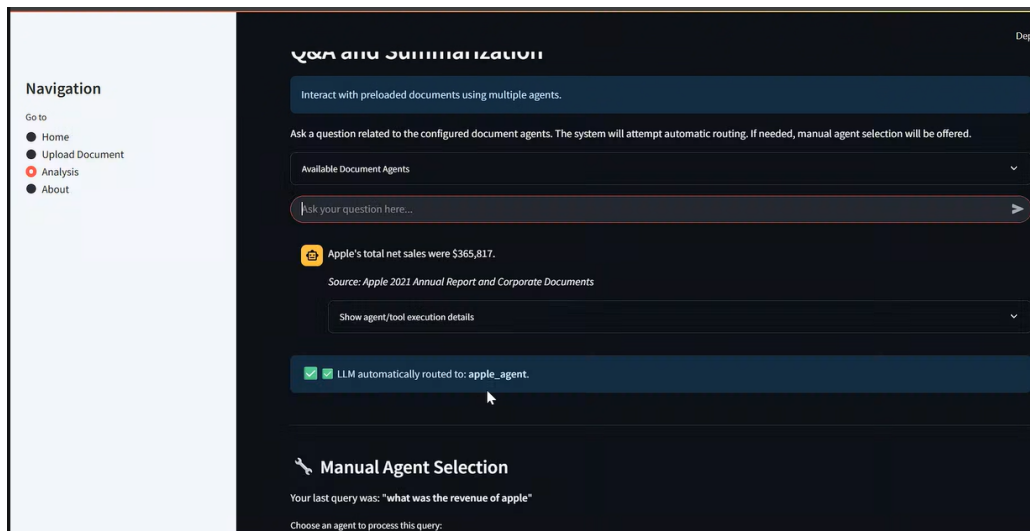 Dep
Q&A and Summarization
Navigation
Interact with preloaded documents using multiple agents.
Go to
Home
Ask a question related to the configured document agents. The system will attempt automatic routing. If needed, manual agent selection will be offered.
Upload Document
Analysis
Available Document Agents
About
Ask your question here...
Apple's total net sales were $365,817.
Source: Apple 2021 Annual Report and Corporate Documents
Show agent/tool execution details
LLM automatically routed to: apple_agent.
Manual Agent Selection
Your last query was: "what was the revenue of apple"
Choose an agent to process this query: